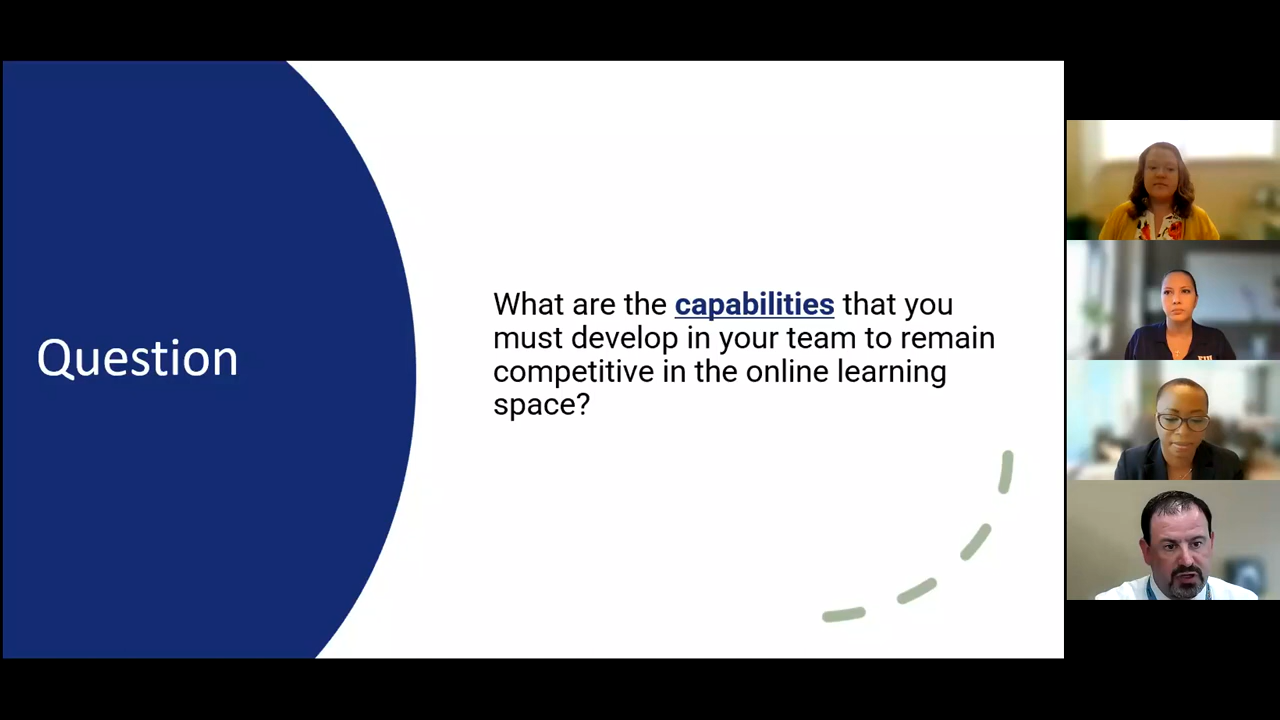 Question
What are the capabilities that you
must develop in your team to remain
competitive in the online learning
space?